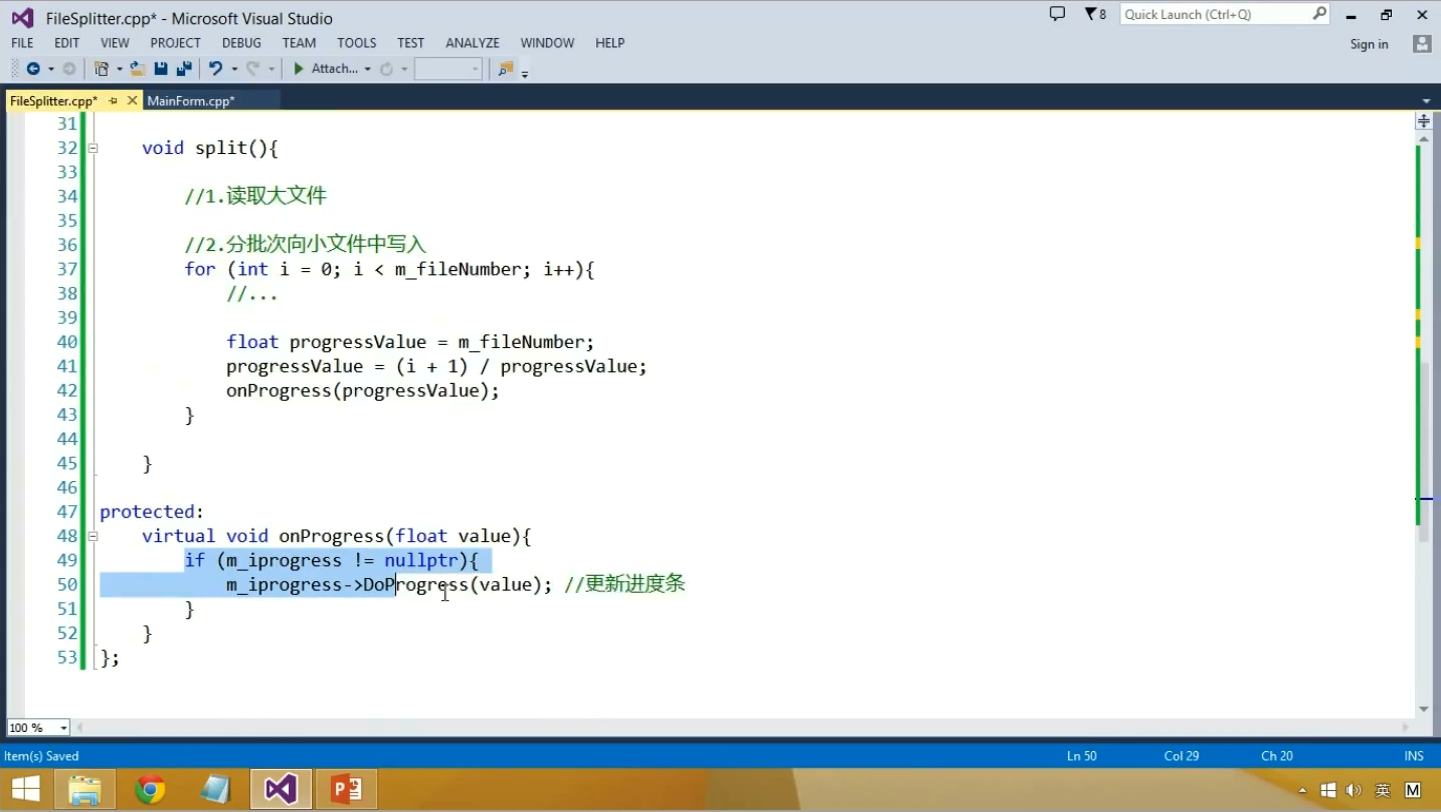 FileSplitter.cpp* - Microsoft Visual Studio
8
Quick Launch (Ctrl+Q)
FILE EDIT VIEW PROJECT DEBUG TEAM TOOLS TEST ANALYZE WINDOW HELP
Sign in
Attach...
FileSplitter.cpp* MainForm.cpp*
31
32 void split(){
33
34 //1.读取大文件
35
36 //2.分批次向小文件中写入
37 for (int i = 0; i < m_fileNumber; i++){
38 //...
39
40 float progressValue = m_fileNumber;
41 progressValue = (i + 1) / progressValue;
42 onProgress(progressValue);
43 }
44
45 }
46
47 protected:
48 virtual void onProgress(float value){
49 if (m_iprogress != nullptr){
50 m_iprogress->DoProgress(value); //更新进度条
51 }
52 }
53 };
100 %
Item(s) Saved Ln 50 Col 29 Ch 20 INS
P 英 M